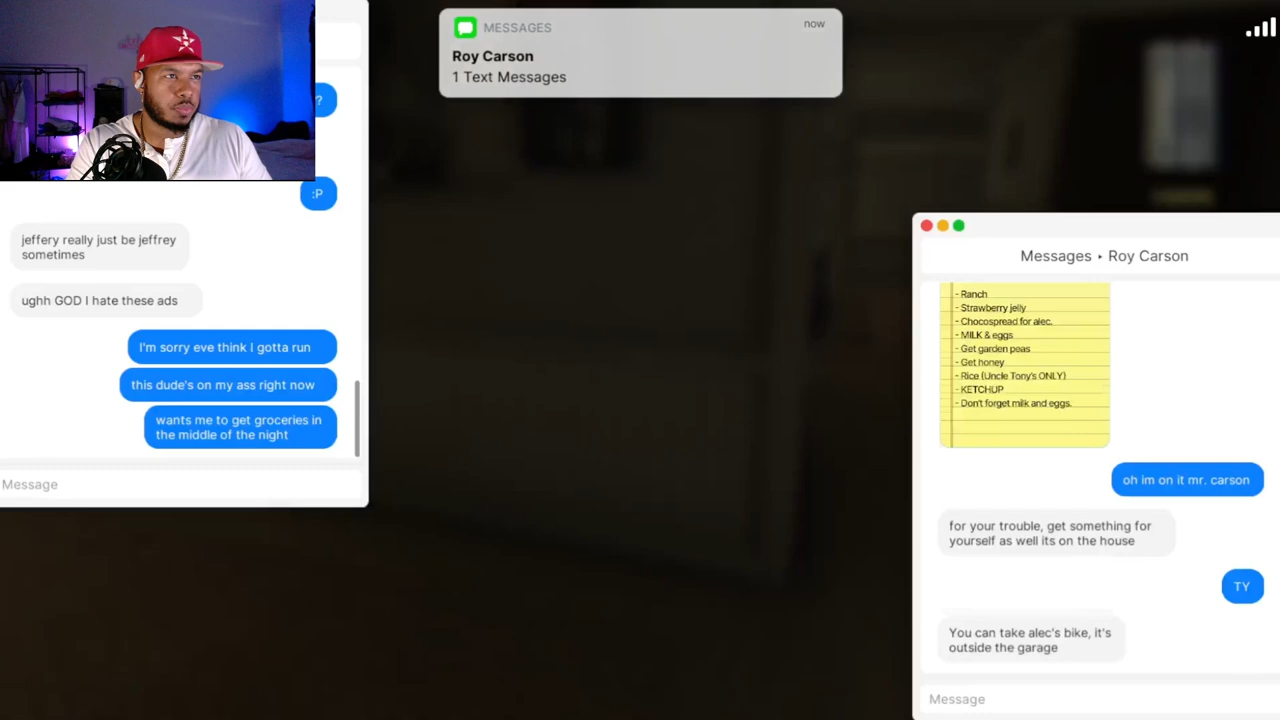 MESSAGES
now
Roy Carson
1 Text Messages
?
:P
jeffery really just be jeffrey
sometimes
ughh GOD I hate these ads
I'm sorry eve think I gotta run
this dude's on my ass right now
wants me to get groceries in
the middle of the night
Message
Messages ‣ Roy Carson
- Ranch
- Strawberry jelly
- Chocospread for alec.
- MILK & eggs
- Get garden peas
- Get honey
- Rice (Uncle Tony's ONLY)
- KETCHUP
- Don't forget milk and eggs.
oh im on it mr. carson
for your trouble, get something for
yourself as well its on the house
TY
You can take alec's bike, it's
outside the garage
Message